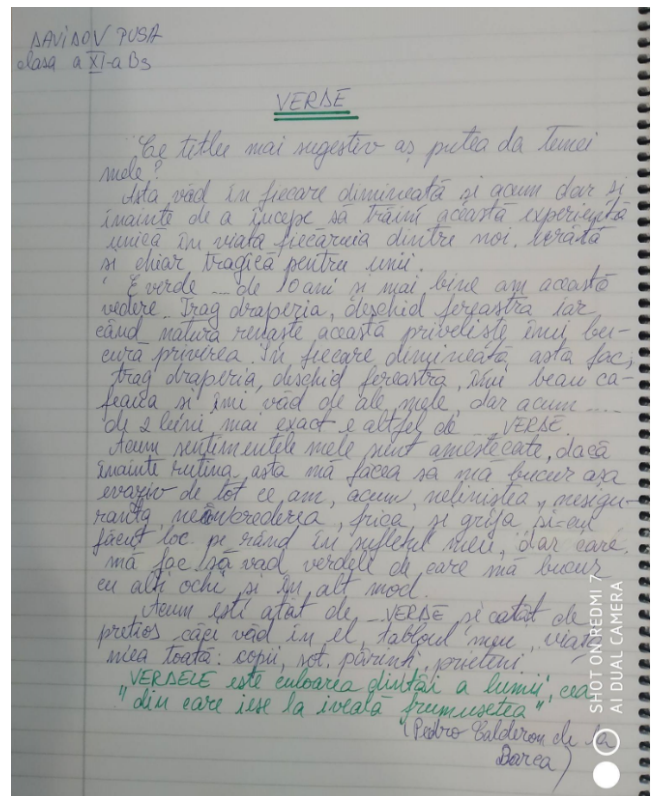 DAVIDOV PUSA
clasa a XI-a Bs
VERDE
Ce titlu mai sugestiv aș putea da temei
mele?
Asta văd în fiecare dimineață și acum dar și
înainte de a începe să trăim această experiență
unică în viața fiecăruia dintre noi,
și chiar tragică pentru unii.
E verde ... de 10 ani și mai bine am această
vedere. Trag draperia, deschid fereastra iar
când natura renaște această priveliște îmi bu-
cură privirea. În fiecare dimineață asta fac,
trag draperia, deschid fereastra, îmi beau ca-
feaua și îmi văd de ale mele, dar acum ....
de 2 luni mai exact e altfel de ... VERDE
Acum sentimentele mele sunt amestecate, dacă
înainte rutina asta mă făcea să mă bucur așa
evaziv de tot ce am, acum, neliniștea, nesigu-
ranța, neîncrederea, frica și grija și-au
făcut loc pe rând în sufletul meu, dar care
mă fac să văd verdele de care mă bucur
cu alți ochi și în alt mod.
Acum ești atât de ... VERDE și atât de
prețios căci văd în el, tabloul meu, viața
mea toată: copii, soț, părinți, prieteni
"VERDELE este culoarea dintâi a lumii, cea
din care iese la iveală frumusețea"
(Pedro Calderon de la
Barca)
SHOT ON REDMI 7
AI DUAL CAMERA